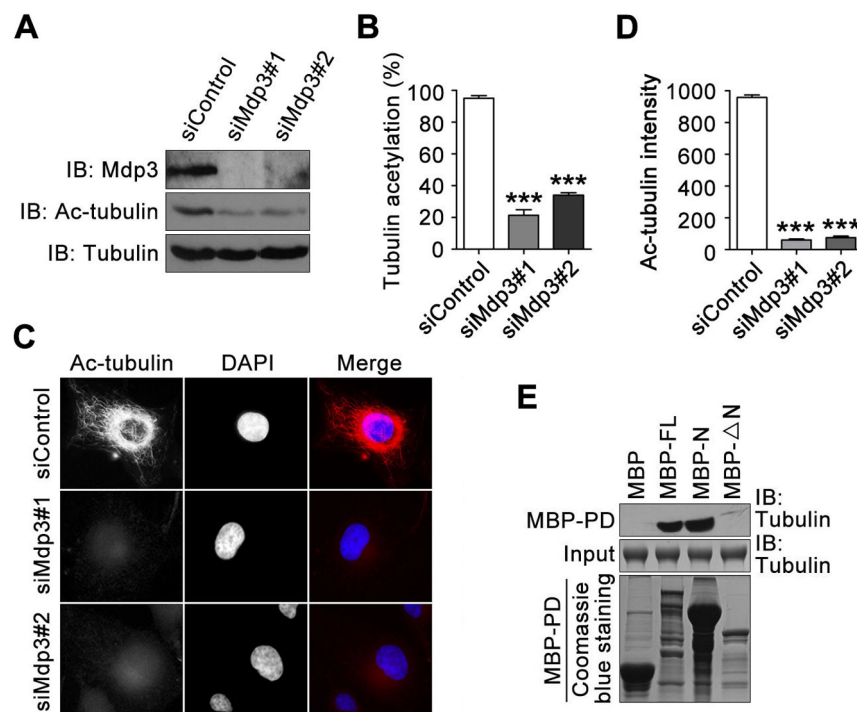 A
siControl
siMdp3#1
siMdp3#2
IB: Mdp3
IB: Ac-tubulin
IB: Tubulin
B
Tubulin acetylation (%)
100
80
60
40
20
0
***
***
siControl
siMdp3#1
siMdp3#2
D
Ac-tubulin intensity
1000
800
600
400
200
0
***
***
siControl
siMdp3#1
siMdp3#2
C
Ac-tubulin
DAPI
Merge
siControl
siMdp3#1
siMdp3#2
E
MBP
MBP-FL
MBP-N
MBP-△N
MBP-PD
IB:
Tubulin
Input
IB:
Tubulin
MBP-PD
Coomassie
blue staining